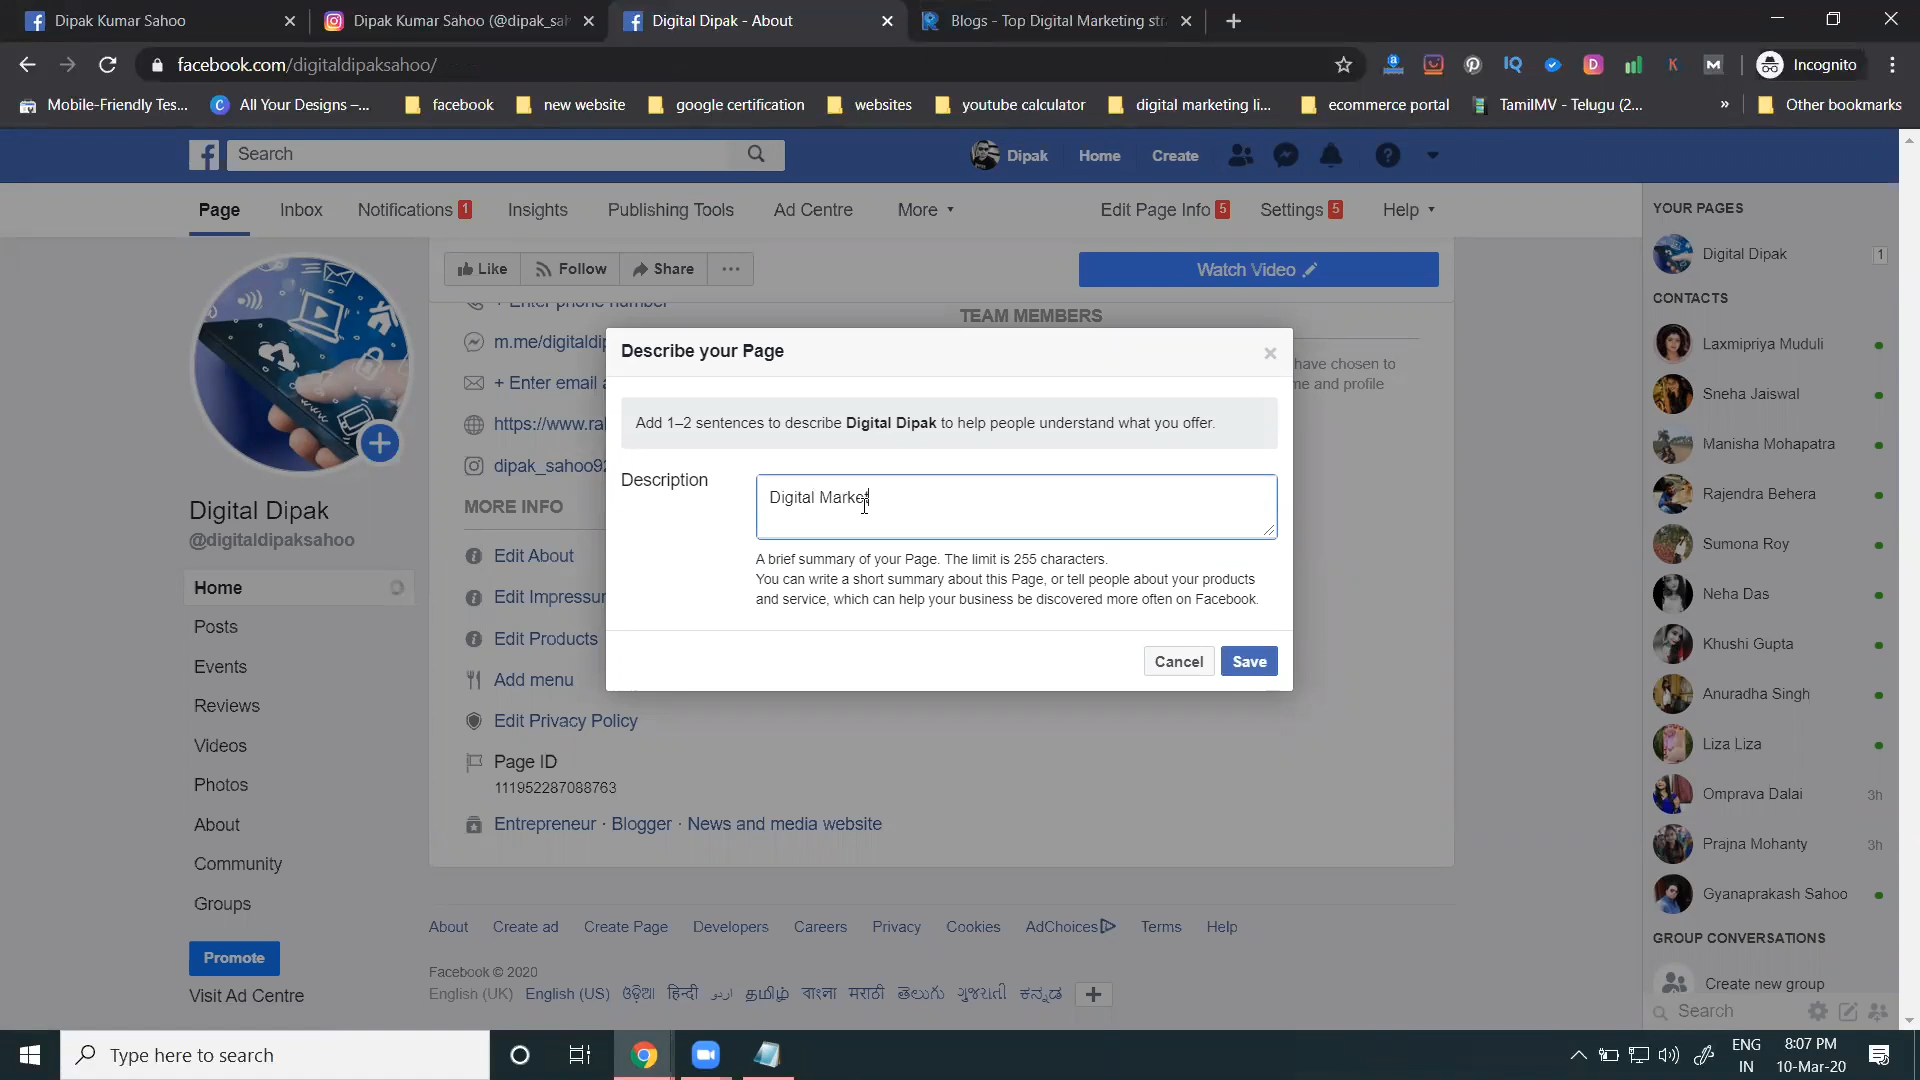 Dipak Kumar Sahoo
Dipak Kumar Sahoo (@dipak_sah
Digital Dipak - About
Blogs - Top Digital Marketing str
facebook.com/digitaldipaksahoo/
Incognito
Mobile-Friendly Tes...
All Your Designs –...
facebook
new website
google certification
websites
youtube calculator
digital marketing li...
ecommerce portal
TamilMV - Telugu (2...
»
Other bookmarks
Search
Dipak
Home
Create
Page
Inbox
Notifications 1
Insights
Publishing Tools
Ad Centre
More
Edit Page Info 5
Settings 5
Help
Like
Follow
Share
Watch Video
+ Enter phone number
TEAM MEMBERS
m.me/digitaldip
have chosen to
me and profile
+ Enter email a
https://www.ral
dipak_sahoo92
Describe your Page
Add 1–2 sentences to describe Digital Dipak to help people understand what you offer.
Description
Digital Market
A brief summary of your Page. The limit is 255 characters.
You can write a short summary about this Page, or tell people about your products
and service, which can help your business be discovered more often on Facebook.
Cancel
Save
MORE INFO
Edit About
Edit Impressur
Edit Products
Add menu
Edit Privacy Policy
Page ID
111952287088763
Entrepreneur · Blogger · News and media website
Digital Dipak
@digitaldipaksahoo
Home
Posts
Events
Reviews
Videos
Photos
About
Community
Groups
Promote
Visit Ad Centre
About
Create ad
Create Page
Developers
Careers
Privacy
Cookies
AdChoices
Terms
Help
Facebook © 2020
English (UK) English (US) ଓଡ଼ିଆ हिन्दी اردو தமிழ் বাংলা मराठी తెలుగు ગુજરાતી ಕನ್ನಡ
YOUR PAGES
Digital Dipak 1
CONTACTS
Laxmipriya Muduli
Sneha Jaiswal
Manisha Mohapatra
Rajendra Behera
Sumona Roy
Neha Das
Khushi Gupta
Anuradha Singh
Liza Liza
Omprava Dalai 3h
Prajna Mohanty 3h
Gyanaprakash Sahoo
GROUP CONVERSATIONS
Create new group
Search
Type here to search
ENG
IN
8:07 PM
10-Mar-20